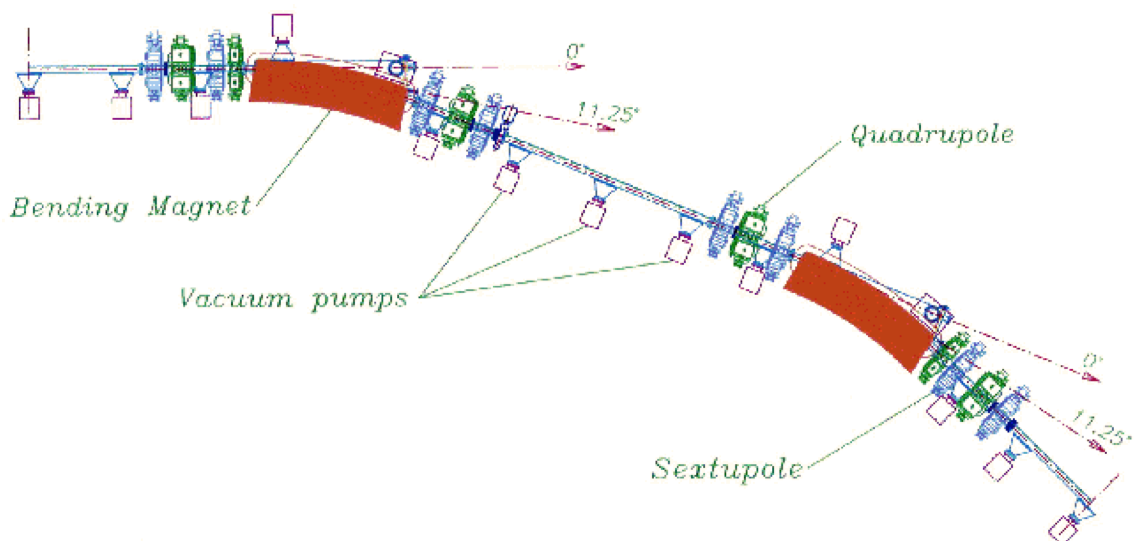 0°
11.25°
Quadrupole
Bending Magnet
Vacuum pumps
0°
11.25°
Sextupole